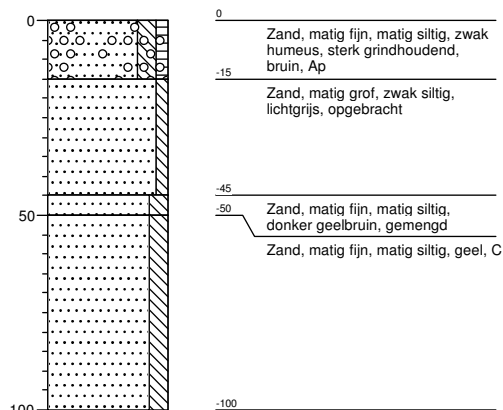 0
0
Zand, matig fijn, matig siltig, zwak
humeus, sterk grindhoudend,
bruin, Ap
-15
Zand, matig grof, zwak siltig,
lichtgrijs, opgebracht
-45
Zand, matig fijn, matig siltig,
donker geelbruin, gemengd
50
-50
Zand, matig fijn, matig siltig, geel, C
100
-100